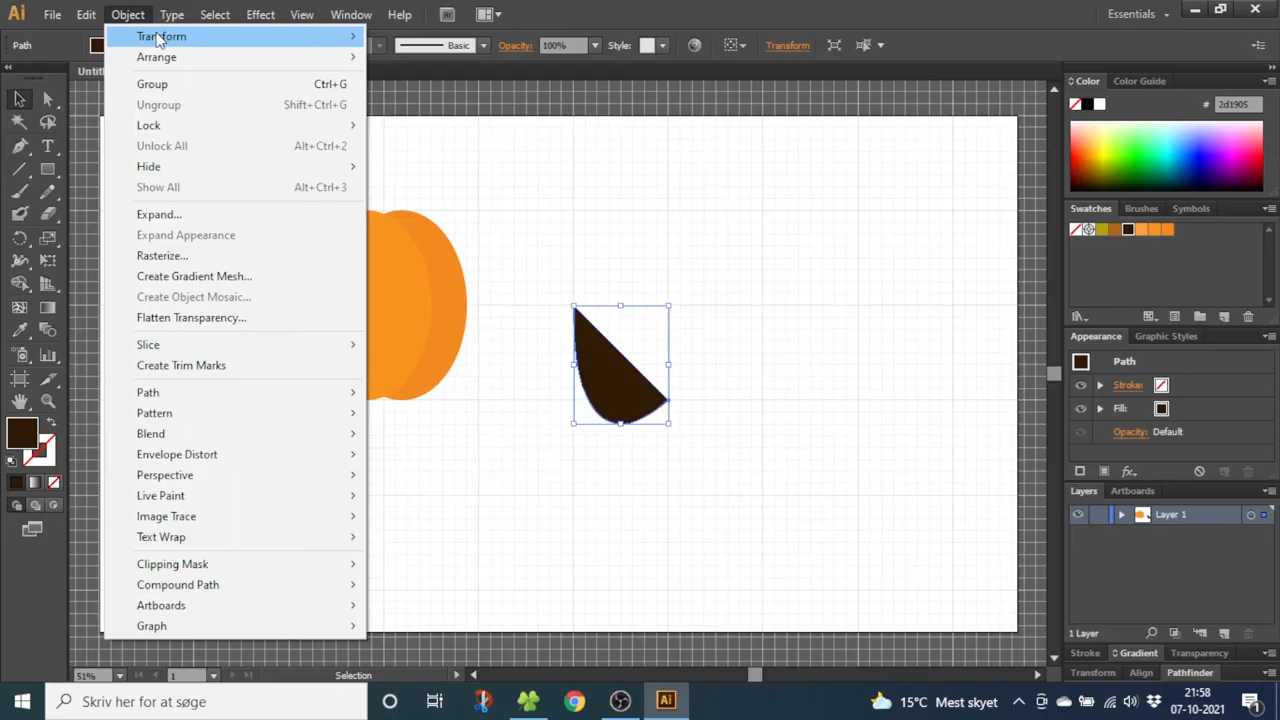 Ai File Edit Object Type Select Effect View Window Help Br Essentials
Path Basic Opacity: 100% Style: Transform
Transform
Arrange
Group Ctrl+G
Ungroup Shift+Ctrl+G
Lock
Unlock All Alt+Ctrl+2
Hide
Show All Alt+Ctrl+3
Expand...
Expand Appearance
Rasterize...
Create Gradient Mesh...
Create Object Mosaic...
Flatten Transparency...
Slice
Create Trim Marks
Path
Pattern
Blend
Envelope Distort
Perspective
Live Paint
Image Trace
Text Wrap
Clipping Mask
Compound Path
Artboards
Graph
Untit
Color Color Guide
# 2d1905
Swatches Brushes Symbols
Appearance Graphic Styles
Path
Stroke:
Fill:
Opacity: Default
Layers Artboards
Layer 1
1 Layer
Stroke Gradient Transparency
Transform Align Pathfinder
51% 1 Selection
Skriv her for at søge
Ai
15°C Mest skyet
21:58
07-10-2021
1